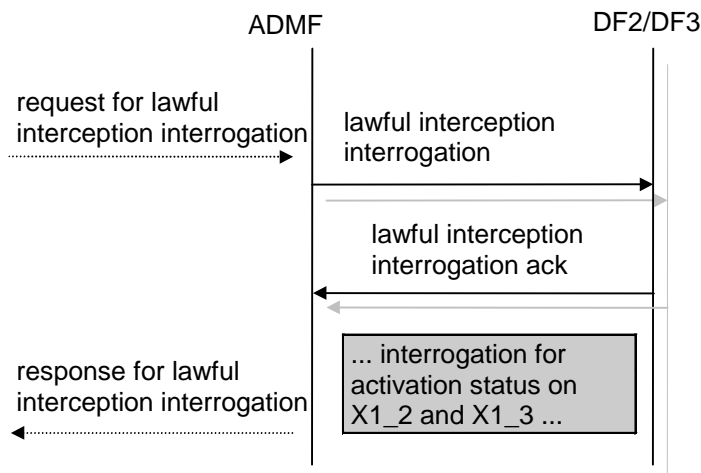 ADMF
DF2/DF3
request for lawful
interception interrogation
lawful interception
interrogation
lawful interception
interrogation ack
... interrogation for
activation status on
X1_2 and X1_3 ...
response for lawful
interception interrogation